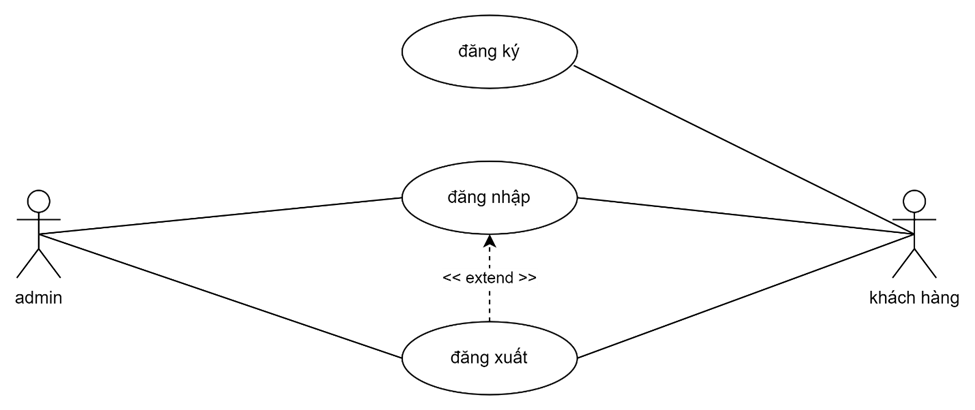 đăng ký
đăng nhập
<< extend >>
admin
khách hàng
đăng xuất